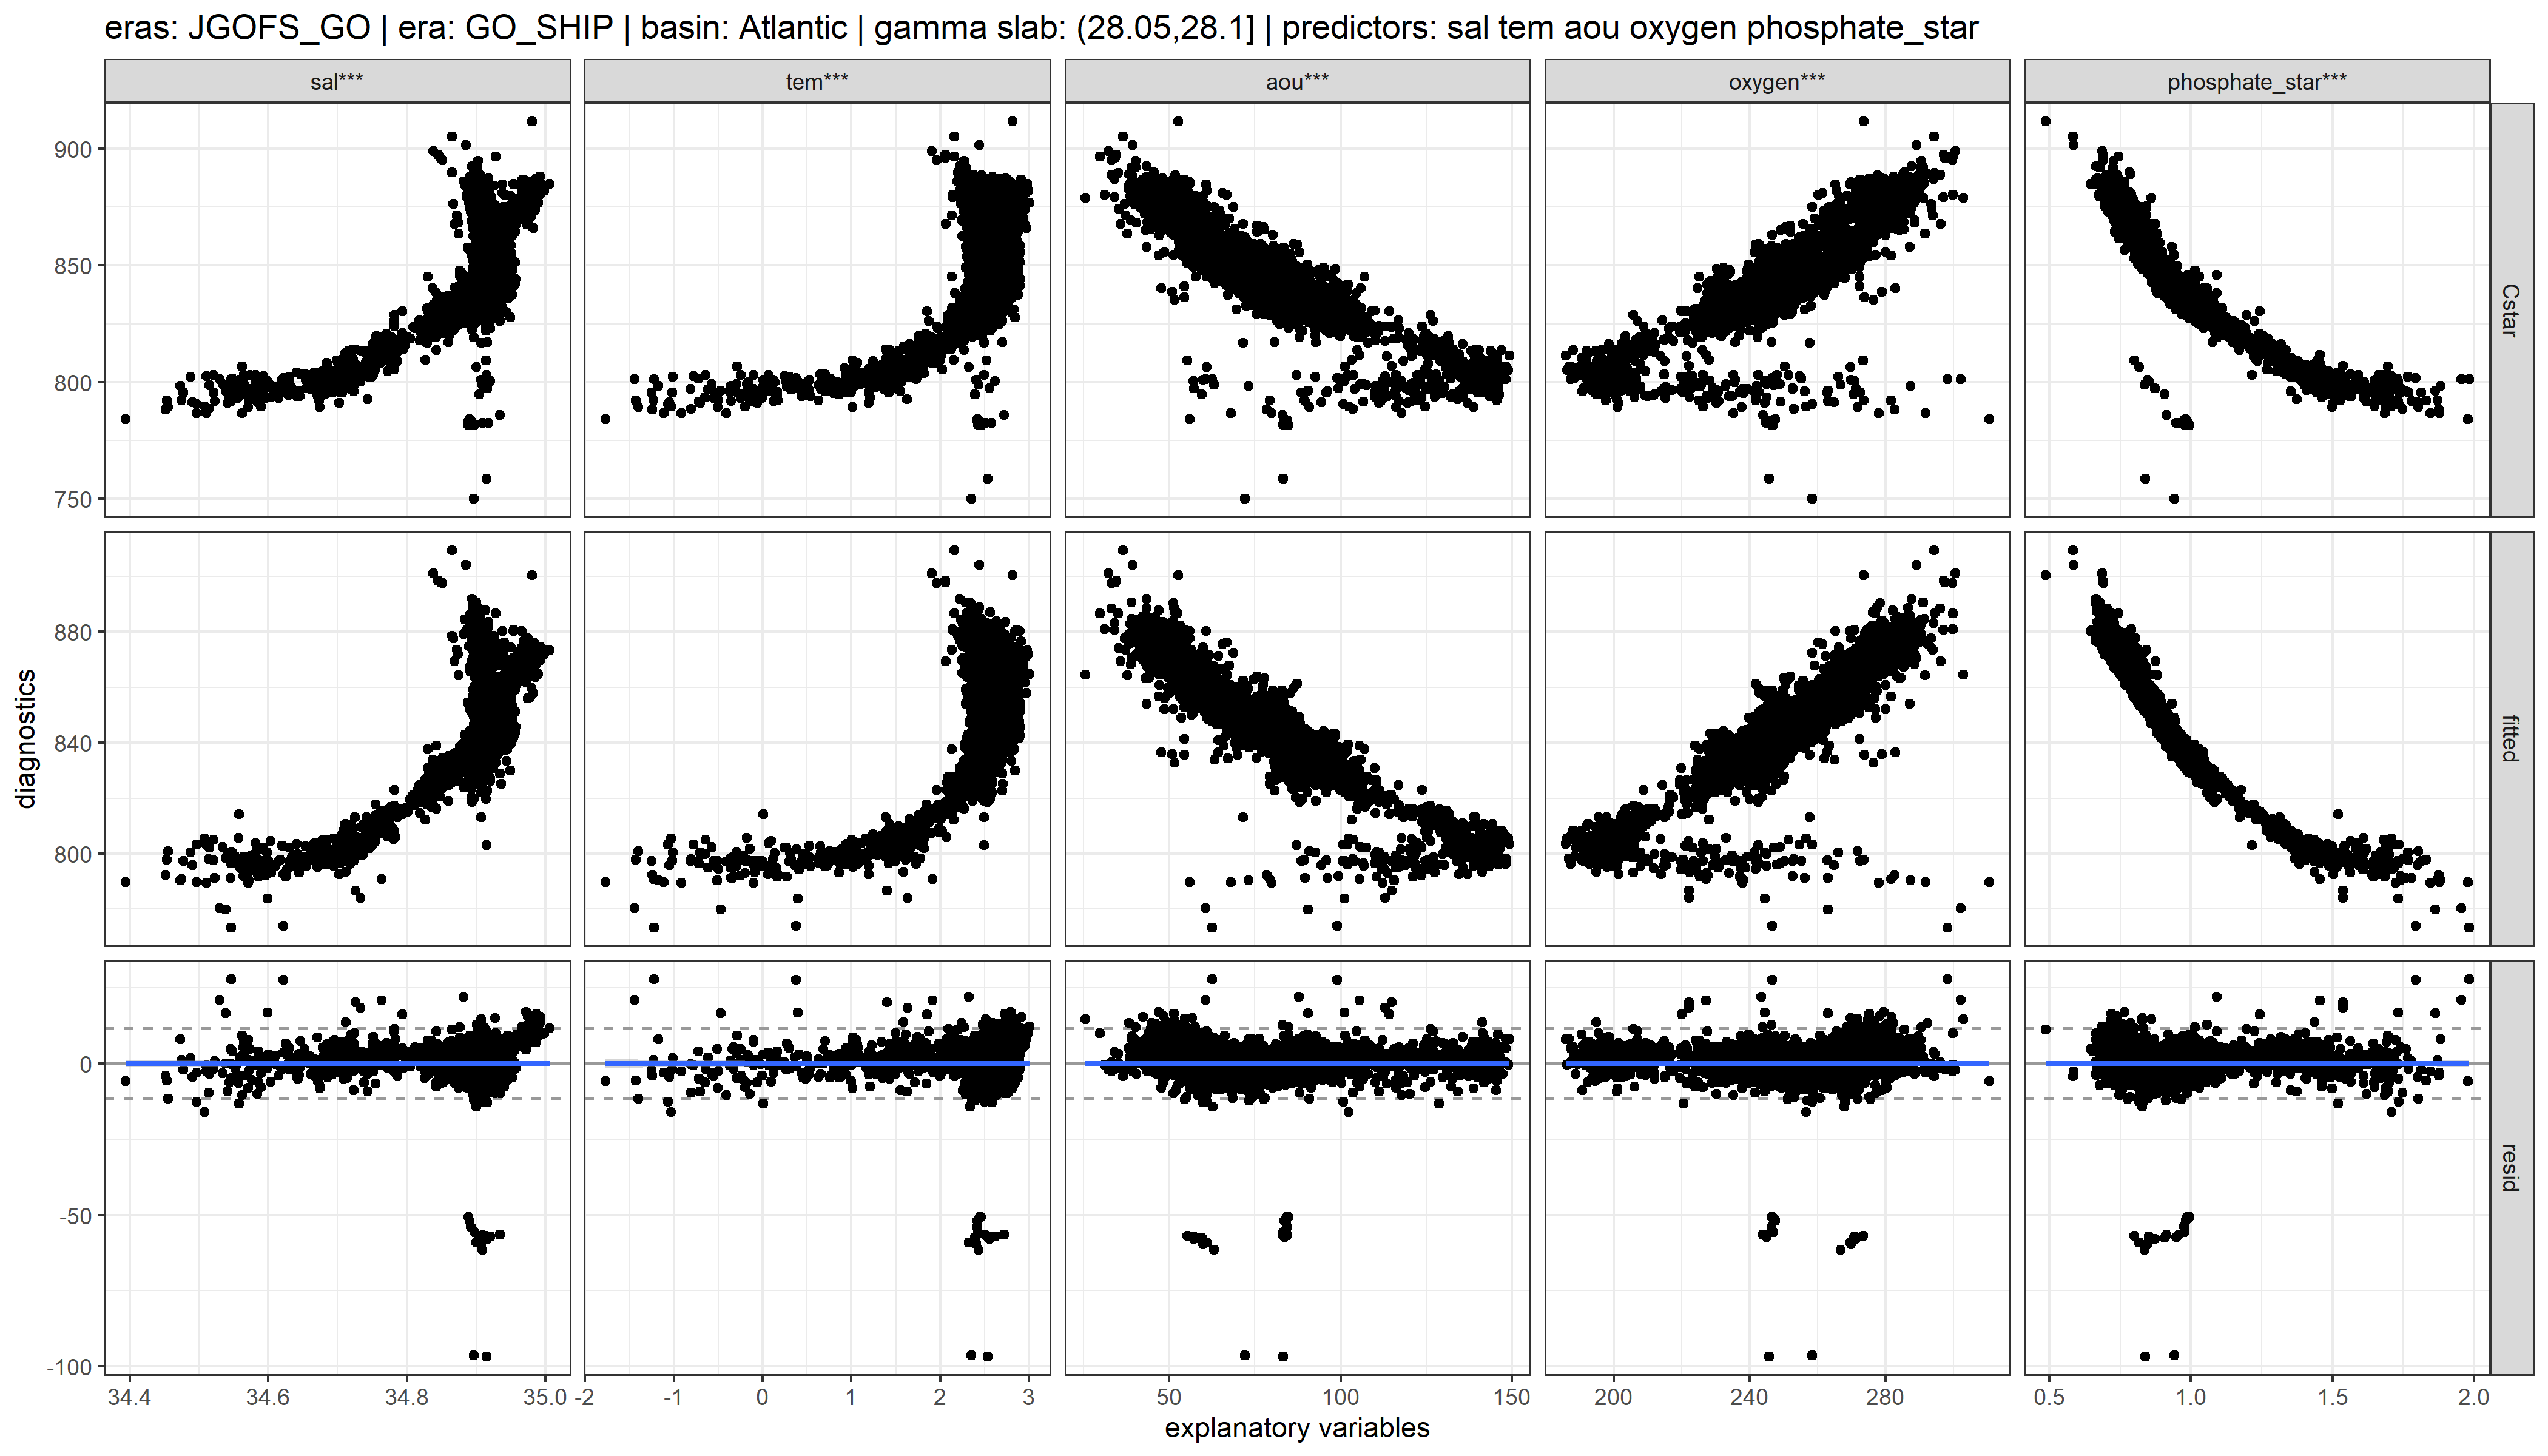 eras: JGOFS_GO | era: GO_SHIP | basin: Atlantic | gamma slab: (28.05,28.1] | predictors: sal tem aou oxygen phosphate_star
sal*** tem*** aou*** oxygen*** phosphate_star***
900
850
800
750
Cstar
880
840
800
fitted
diagnostics
0
-50
-100
resid
34.4 34.6 34.8 35.0 -2 -1 0 1 2 3 50 100 150 200 240 280 0.5 1.0 1.5 2.0
explanatory variables